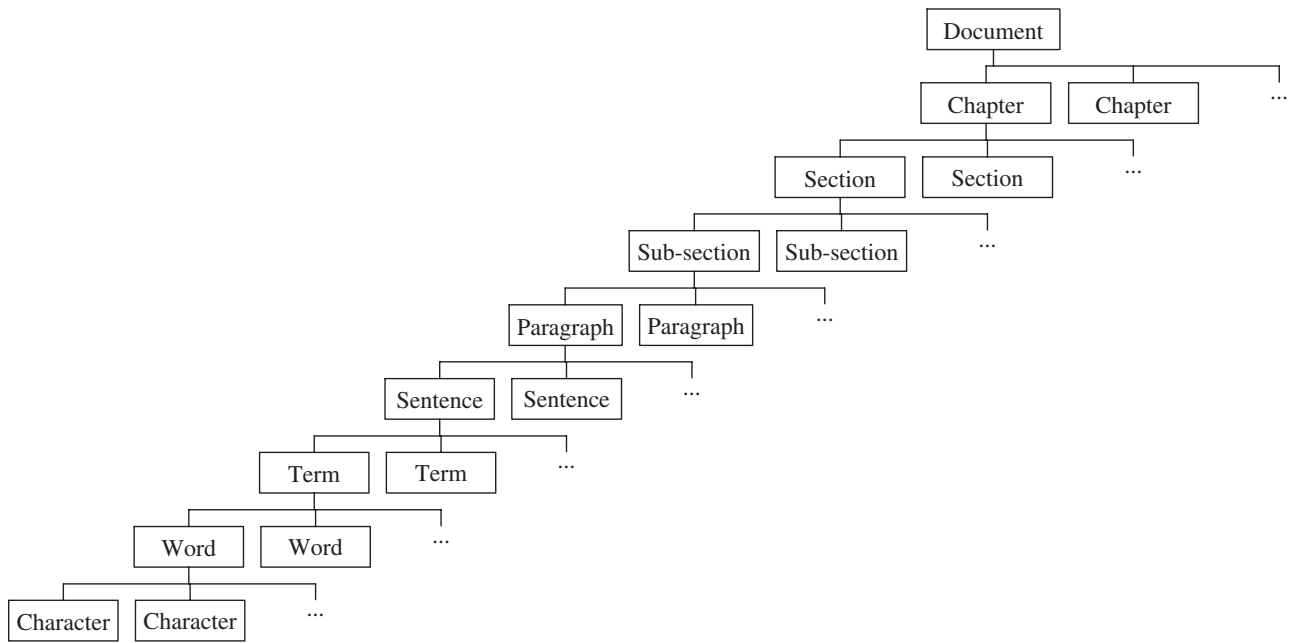 Document
Chapter Chapter ...
Section Section ...
Sub-section Sub-section ...
Paragraph Paragraph ...
Sentence Sentence ...
Term Term ...
Word Word ...
Character Character ...